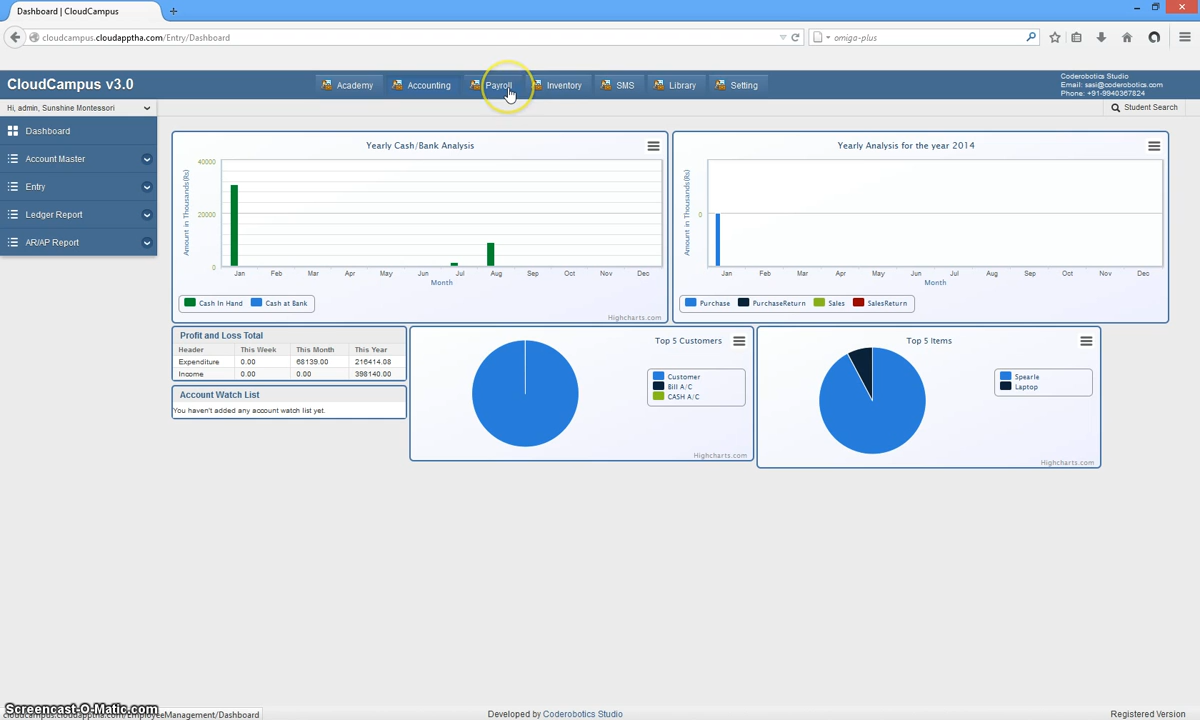 Dashboard | CloudCampus
cloudcampus.cloudapptha.com/Entry/Dashboard
omigo-plus
CloudCampus v3.0
Academy
Accounting
Payroll
Inventory
SMS
Library
Setting
Coderobotics Studio
Email: sasi@coderobotics.com
Phone: +91-9940367824
Hi, admin, Sunshine Montessori
Student Search
Dashboard
Account Master
Entry
Ledger Report
AR/AP Report
Yearly Cash/Bank Analysis
Amount in Thousands(Rs)
40000
20000
0
Jan Feb Mar Apr May Jun Jul Aug Sep Oct Nov Dec
Month
Cash In Hand Cash at Bank
Highcharts.com
Yearly Analysis for the year 2014
Amount in Thousands(Rs)
0
Jan Feb Mar Apr May Jun Jul Aug Sep Oct Nov Dec
Month
Purchase PurchaseReturn Sales SalesReturn
Profit and Loss Total
Header This Week This Month This Year
Expenditure 0.00 68139.00 216414.08
Income 0.00 0.00 398140.00
Account Watch List
You haven't added any account watch list yet.
Top 5 Customers
Customer
Bill A/C
CASH A/C
Highcharts.com
Top 5 Items
Spearle
Laptop
Highcharts.com
Screencast-O-Matic.com
cloudcampus.cloudapptha.com/EmployeeManagement/Dashboard
Developed by Coderobotics Studio
Registered Version